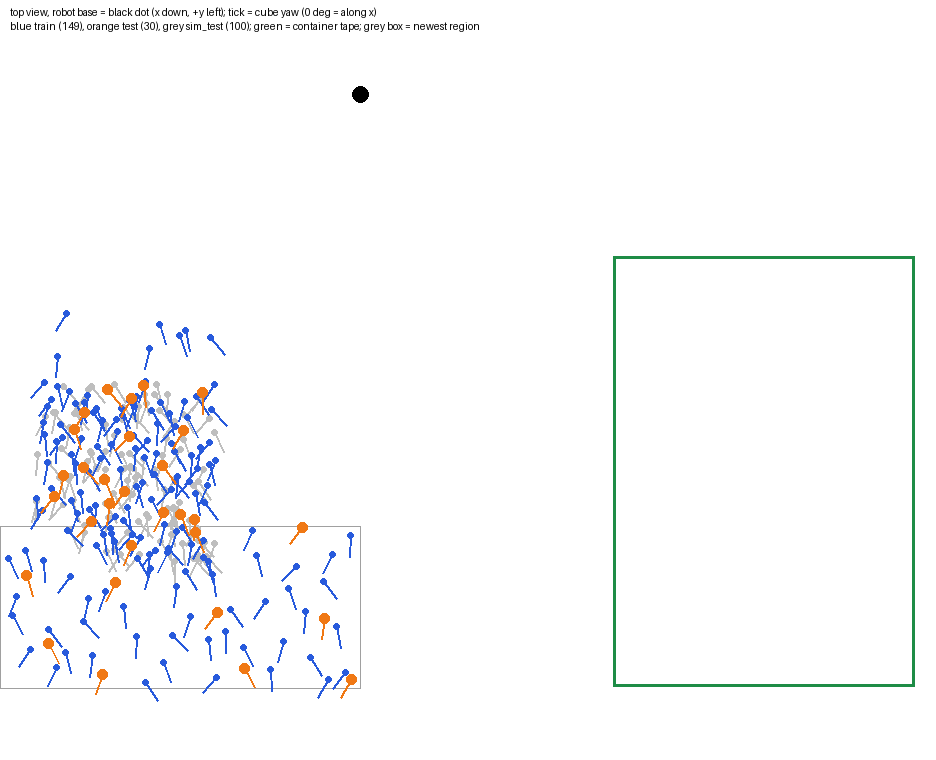 top view, robot base = black dot (x down, +y left); tick = cube yaw (0 deg = along x)
blue train (149), orange test (30), grey sim_test (100); green = container tape; grey box = newest region